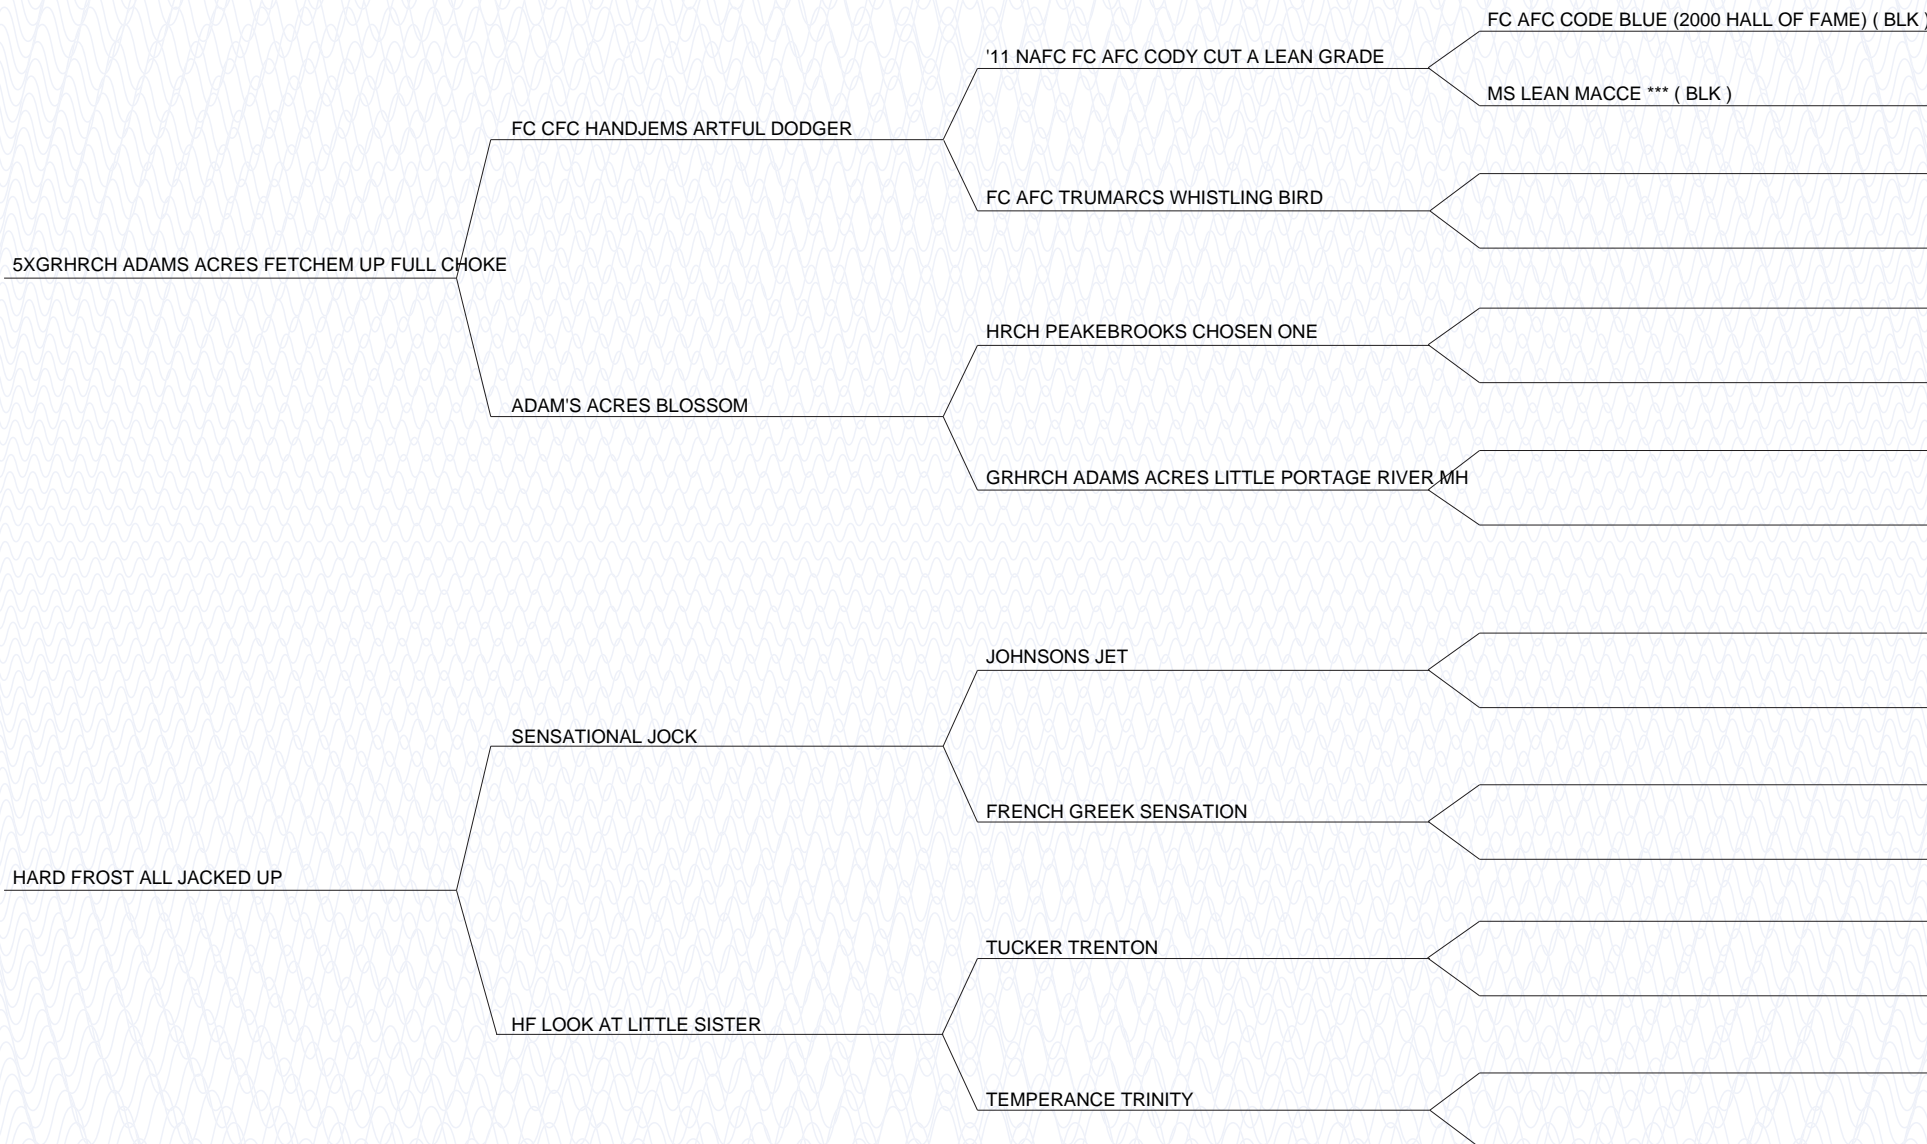 FC AFC CODE BLUE (2000 HALL OF FAME) ( BLK )
'11 NAFC FC AFC CODY CUT A LEAN GRADE
MS LEAN MACCE *** ( BLK )
FC CFC HANDJEMS ARTFUL DODGER
FC AFC TRUMARCS WHISTLING BIRD
5XGRHRCH ADAMS ACRES FETCHEM UP FULL CHOKE
HRCH PEAKEBROOKS CHOSEN ONE
ADAM'S ACRES BLOSSOM
GRHRCH ADAMS ACRES LITTLE PORTAGE RIVER MH
JOHNSONS JET
SENSATIONAL JOCK
FRENCH GREEK SENSATION
HARD FROST ALL JACKED UP
TUCKER TRENTON
HF LOOK AT LITTLE SISTER
TEMPERANCE TRINITY